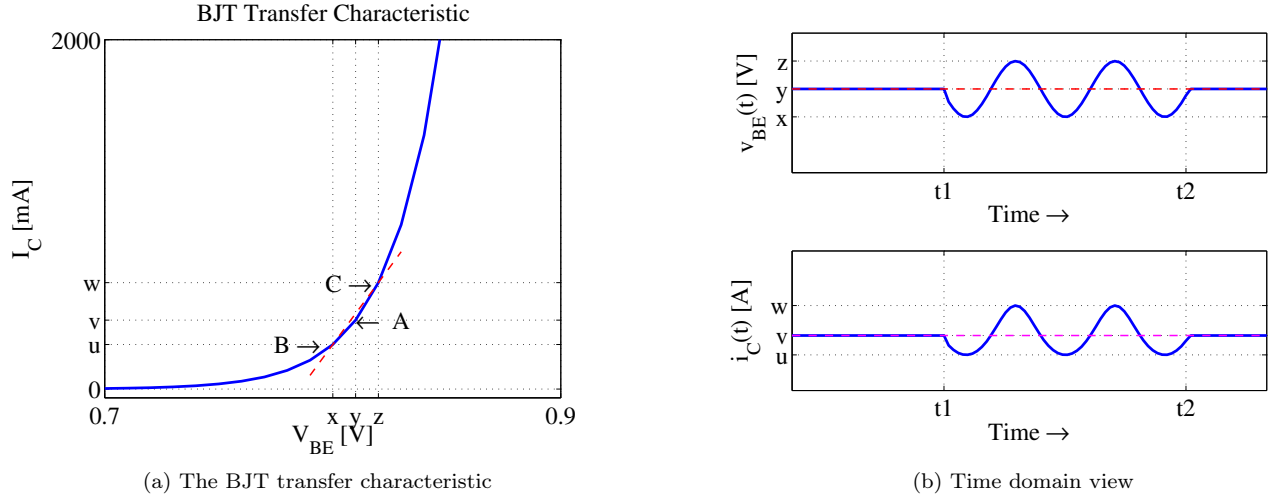 BJT Transfer Characteristic
2000
I_C [mA]
w
v
u
0
C →
← A
B →
0.7
x
y
z
0.9
V_BE [V]
(a) The BJT transfer characteristic
v_BE(t) [V]
z
y
x
t1
t2
Time →
i_C(t) [A]
w
v
u
t1
t2
Time →
(b) Time domain view